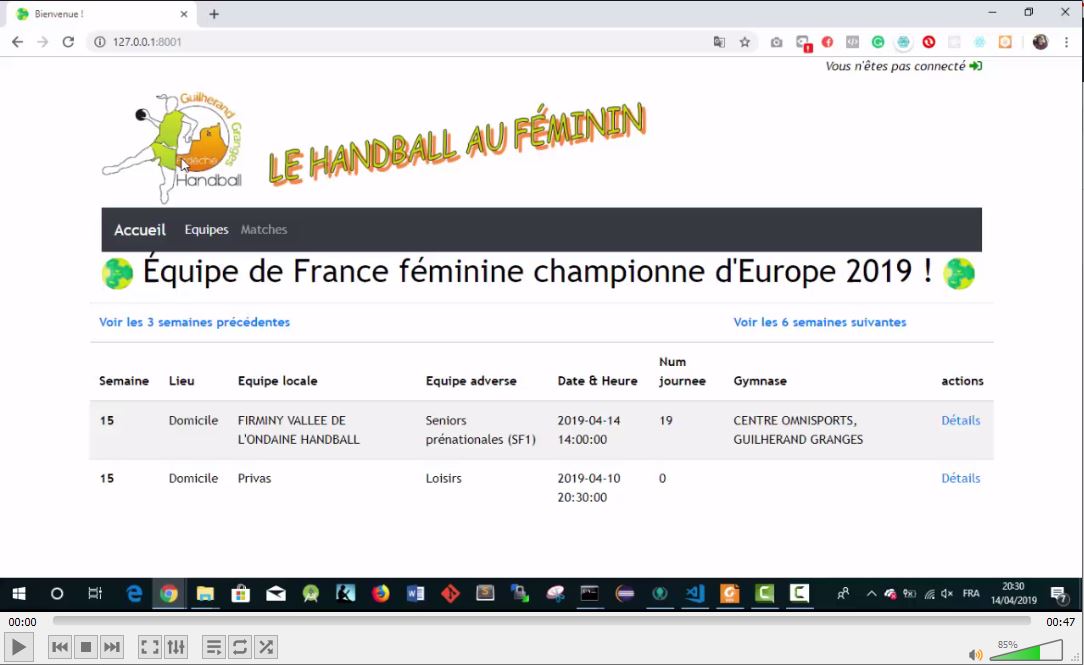 Bienvenue !
127.0.0.1:8001
Vous n'êtes pas connecté
Guilherand
Granges
Ardèche
Handball
LE HANDBALL AU FÉMININ
Accueil Equipes Matches
Équipe de France féminine championne d'Europe 2019 !
Voir les 3 semaines précédentes Voir les 6 semaines suivantes
Num
Semaine Lieu Equipe locale Equipe adverse Date & Heure journee Gymnase actions
15 Domicile FIRMINY VALLEE DE Seniors 2019-04-14 19 CENTRE OMNISPORTS, Détails
L'ONDAINE HANDBALL prénationales (SF1) 14:00:00 GUILHERAND GRANGES
15 Domicile Privas Loisirs 2019-04-10 0 Détails
20:30:00
20:30
FRA
14/04/2019
7
00:00 00:47
85%